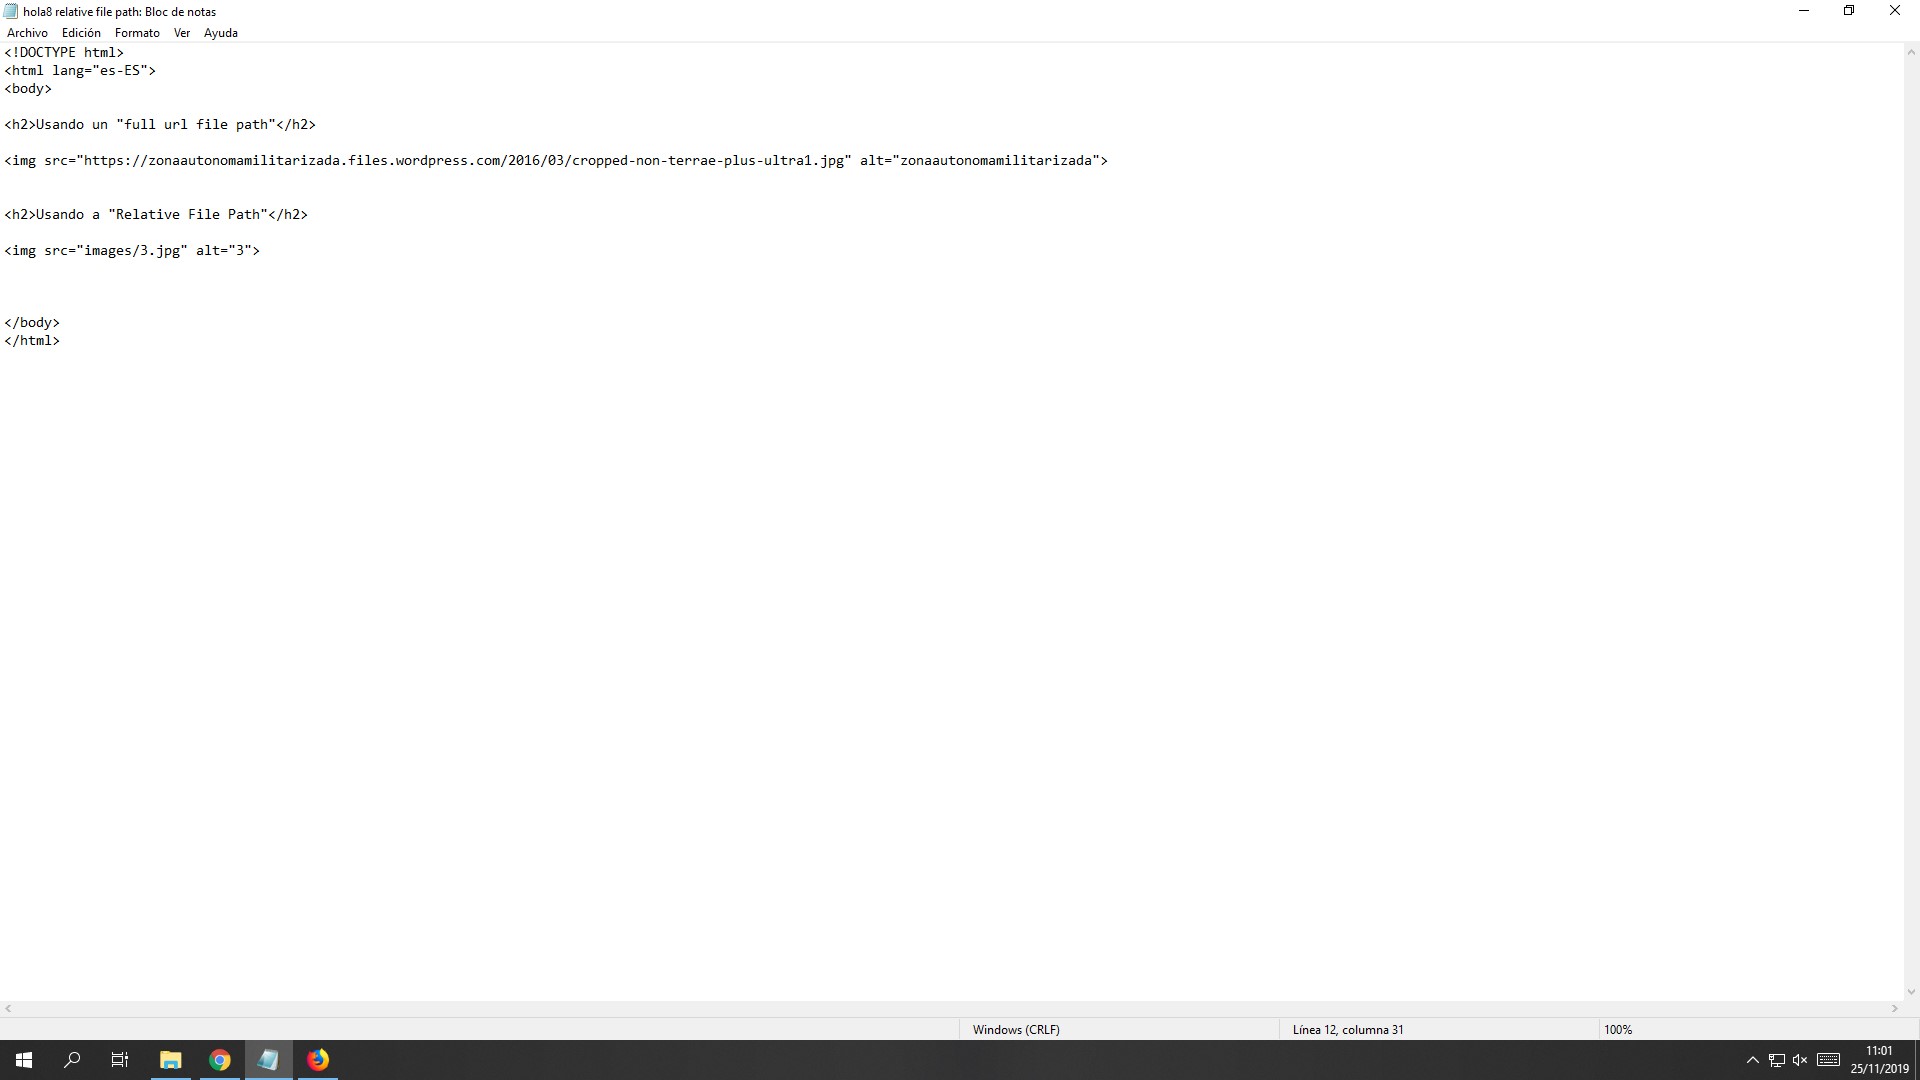 hola8 relative file path: Bloc de notas
Archivo Edición Formato Ver Ayuda
<!DOCTYPE html>
<html lang="es-ES">
<body>
<h2>Usando un "full url file path"</h2>
<img src="https://zonaautonomamilitarizada.files.wordpress.com/2016/03/cropped-non-terrae-plus-ultra1.jpg" alt="zonaautonomamilitarizada">
<h2>Usando a "Relative File Path"</h2>
<img src="images/3.jpg" alt="3">
</body>
</html>
Windows (CRLF) Línea 12, columna 31 100%
11:01
25/11/2019